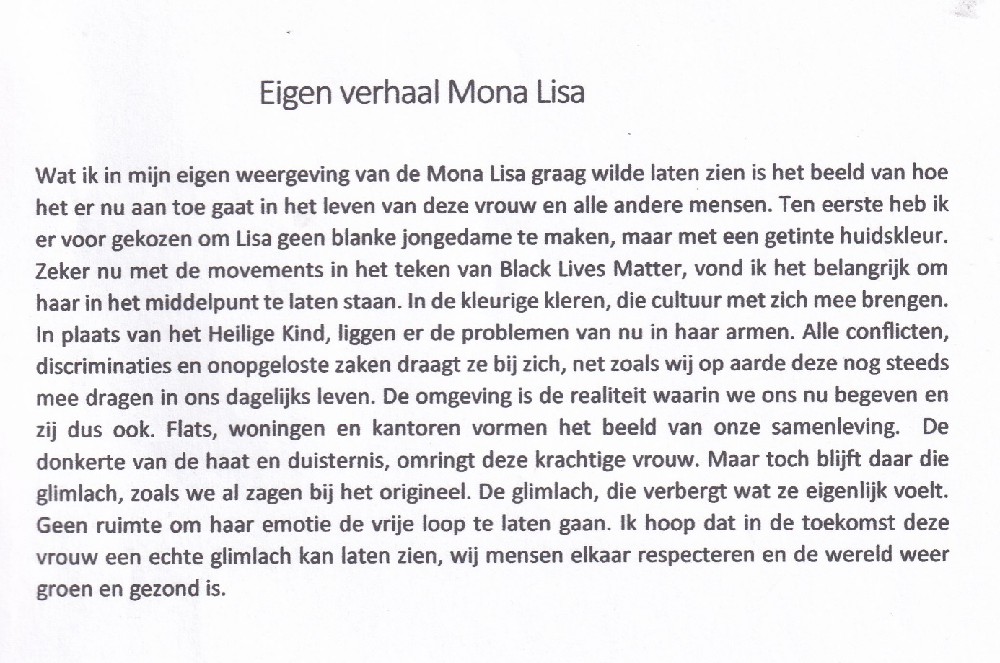 Eigen verhaal Mona Lisa
Wat ik in mijn eigen weergeving van de Mona Lisa graag wilde laten zien is het beeld van hoe
het er nu aan toe gaat in het leven van deze vrouw en alle andere mensen. Ten eerste heb ik
er voor gekozen om Lisa geen blanke jongedame te maken, maar met een getinte huidskleur.
Zeker nu met de movements in het teken van Black Lives Matter, vond ik het belangrijk om
haar in het middelpunt te laten staan. In de kleurige kleren, die cultuur met zich mee brengen.
In plaats van het Heilige Kind, liggen er de problemen van nu in haar armen. Alle conflicten,
discriminaties en onopgeloste zaken draagt ze bij zich, net zoals wij op aarde deze nog steeds
mee dragen in ons dagelijks leven. De omgeving is de realiteit waarin we ons nu begeven en
zij dus ook. Flats, woningen en kantoren vormen het beeld van onze samenleving. De
donkerte van de haat en duisternis, omringt deze krachtige vrouw. Maar toch blijft daar die
glimlach, zoals we al zagen bij het origineel. De glimlach, die verbergt wat ze eigenlijk voelt.
Geen ruimte om haar emotie de vrije loop te laten gaan. Ik hoop dat in de toekomst deze
vrouw een echte glimlach kan laten zien, wij mensen elkaar respecteren en de wereld weer
groen en gezond is.